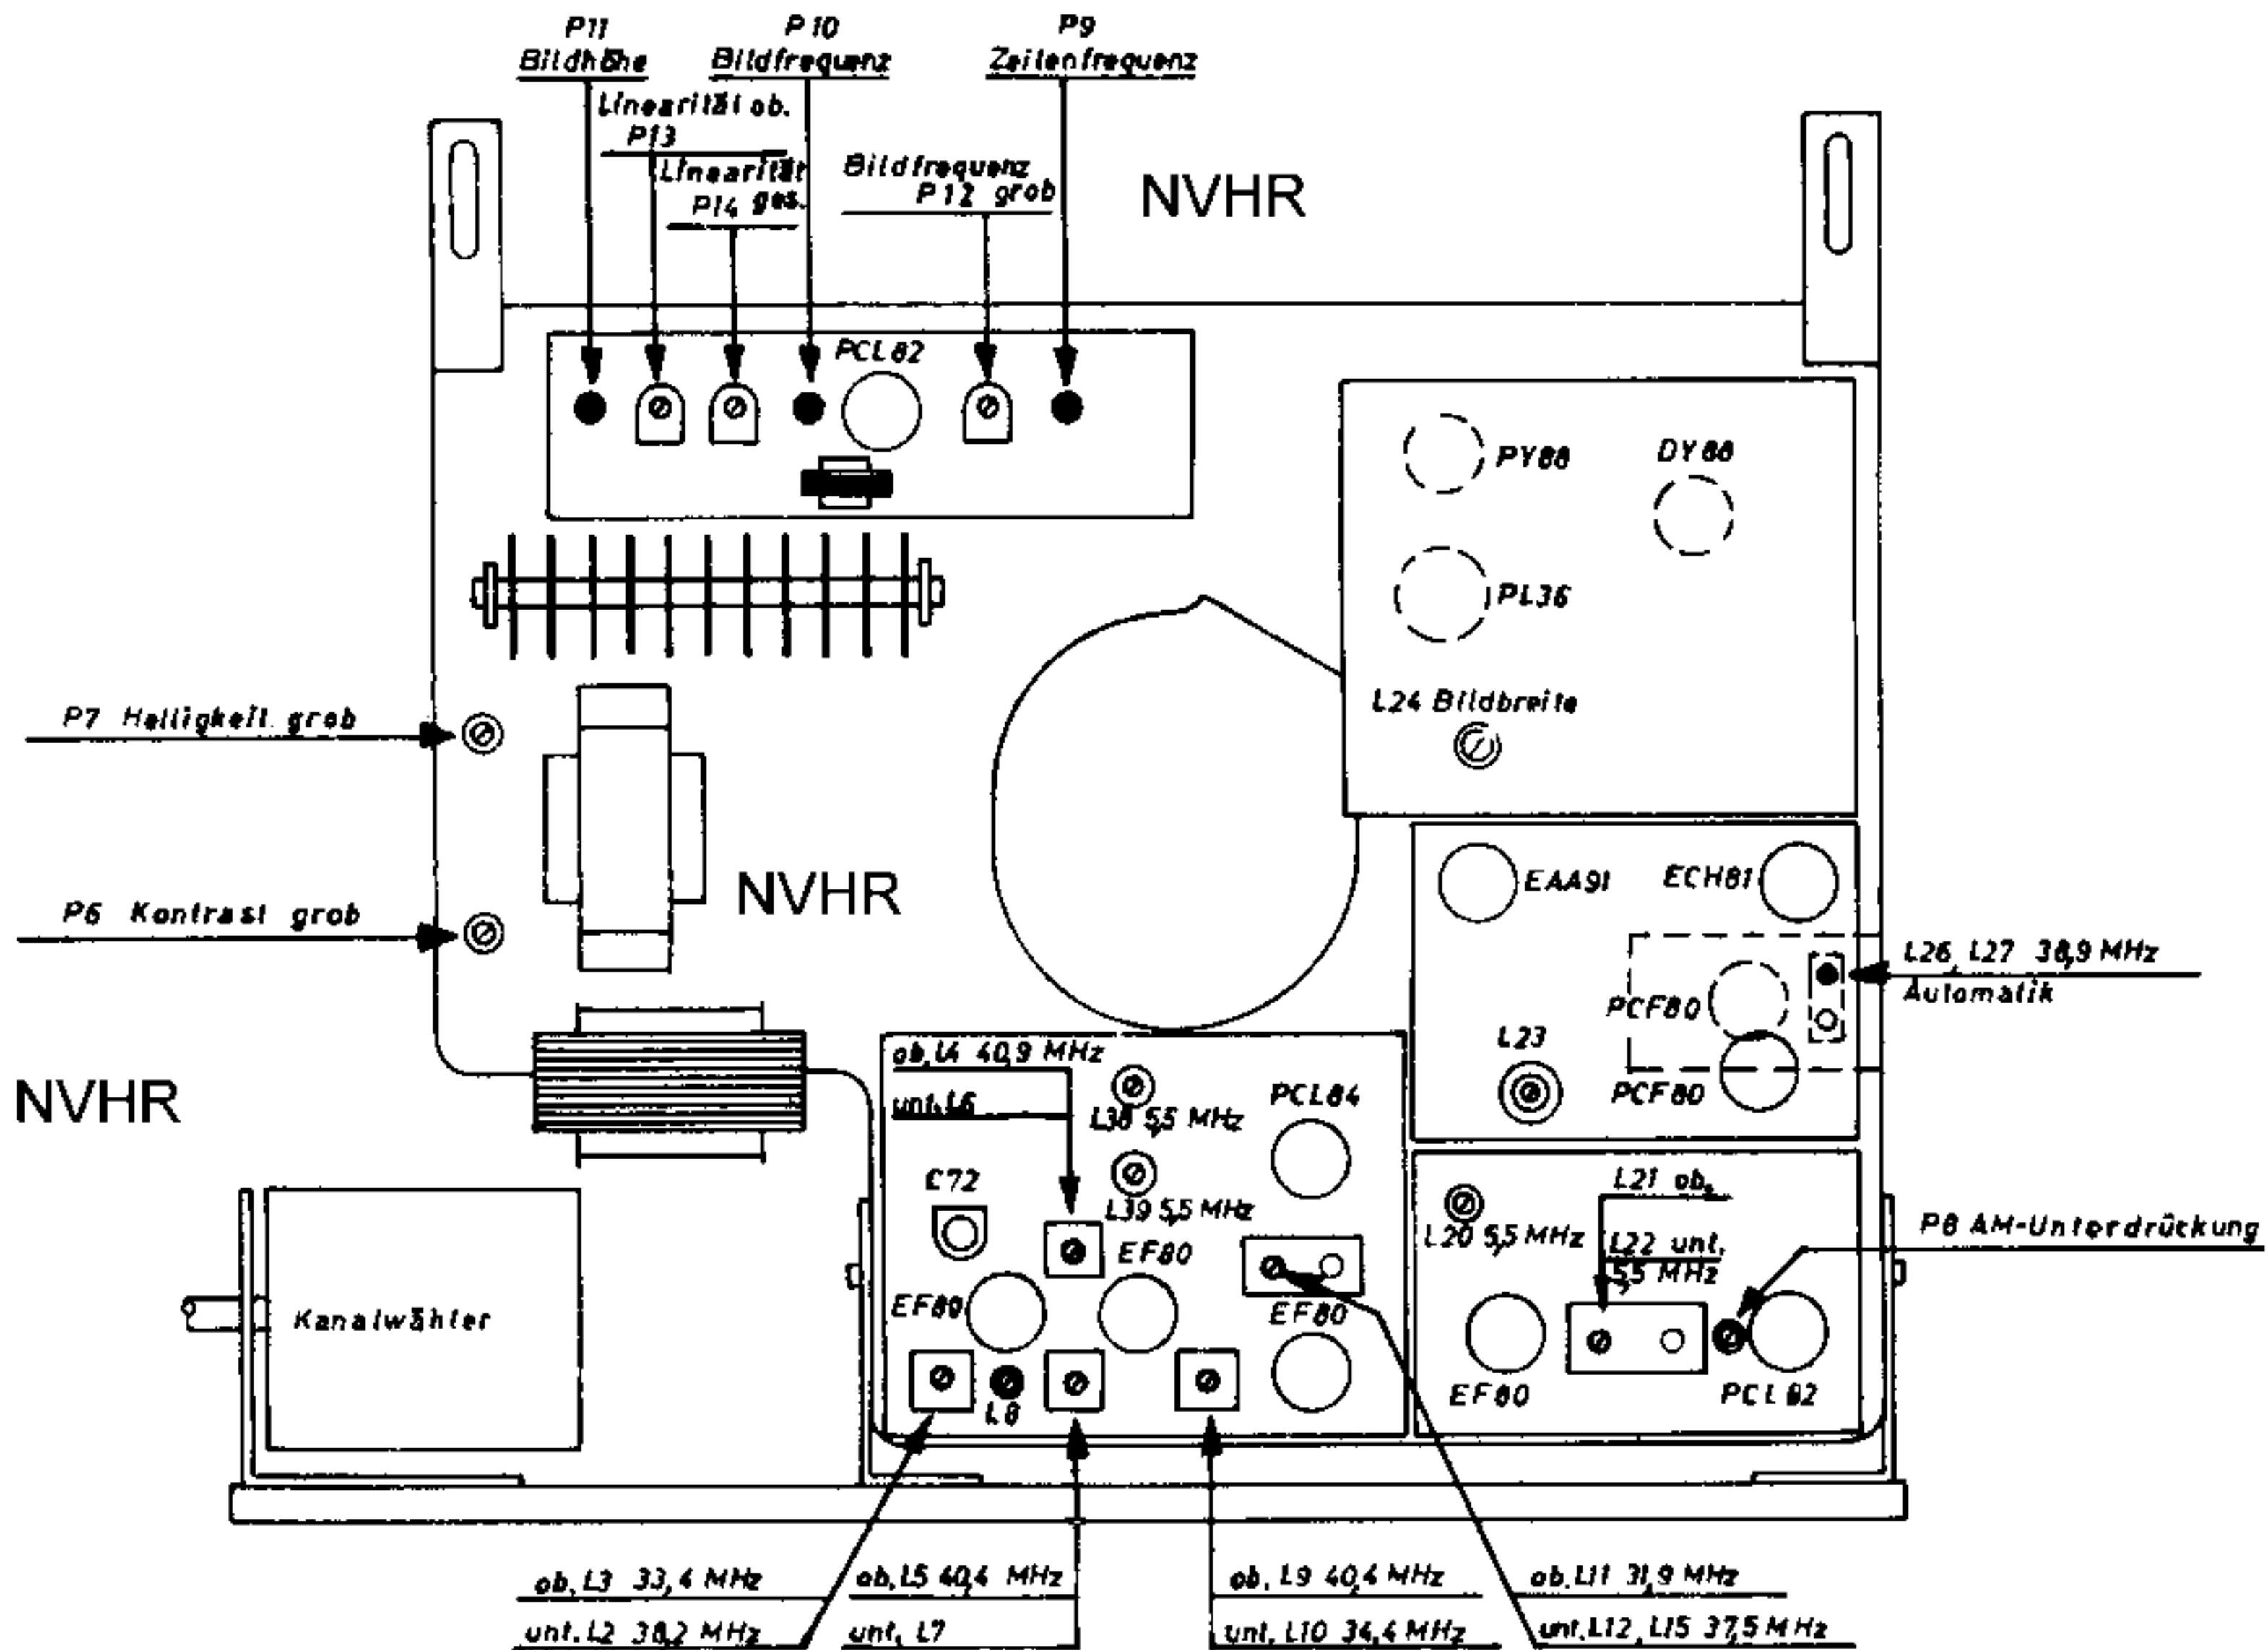 P11
Bildhöhe
P10
Bildfrequenz
P9
Zeilenfrequenz
Linearität ob.
P13
Linearität
P14 ges.
Bildfrequenz
P12 grob
NVHR
PCL82
PY88
DY88
PL36
L24 Bildbreite
P7 Helligkeit grob
P6 Kontrast grob
NVHR
EAA91
ECH81
L26, L27 38,9 MHz
Automatik
PCF80
L23
PCF80
NVHR
ob. L4 40,9 MHz
unt. L6
L38 5,5 MHz
PCL84
C72
L39 5,5 MHz
EF80
EF80
EF80
L8
L20 5,5 MHz
L21 ob.
L22 unt.
5,5 MHz
P8 AM-Unterdrückung
EF80
PCL82
Kanalwähler
ob. L3 33,4 MHz
unt. L2 38,2 MHz
ob. L5 40,4 MHz
unt. L7
ob. L9 40,4 MHz
unt. L10 34,4 MHz
ob. L11 31,9 MHz
unt. L12, L15 37,5 MHz